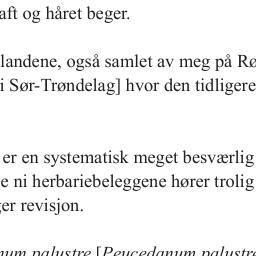 aft og håret beger.
landene, også samlet av meg på Rø
i Sør-Trøndelag] hvor den tidligere
er en systematisk meget besværlig
e ni herbariebeleggene hører trolig
er revisjon.
num palustre [Peucedanum palustre